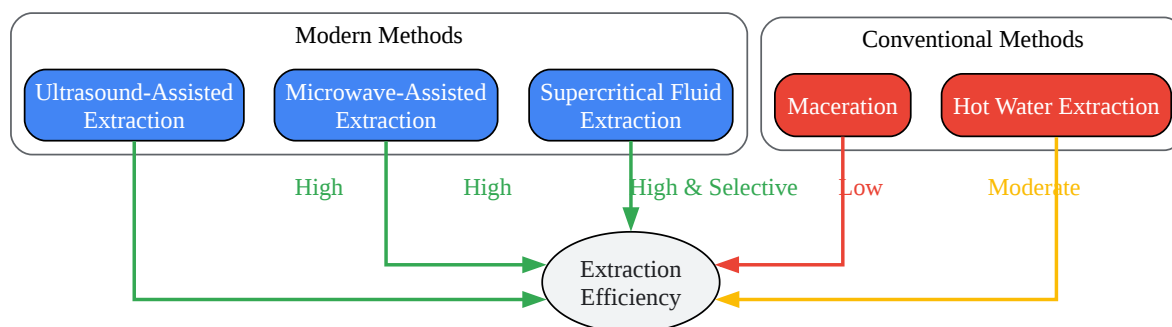 Modern Methods
Conventional Methods
Ultrasound-Assisted
Extraction
Microwave-Assisted
Extraction
Supercritical Fluid
Extraction
Maceration
Hot Water Extraction
High
High
High & Selective
Low
Moderate
Extraction
Efficiency